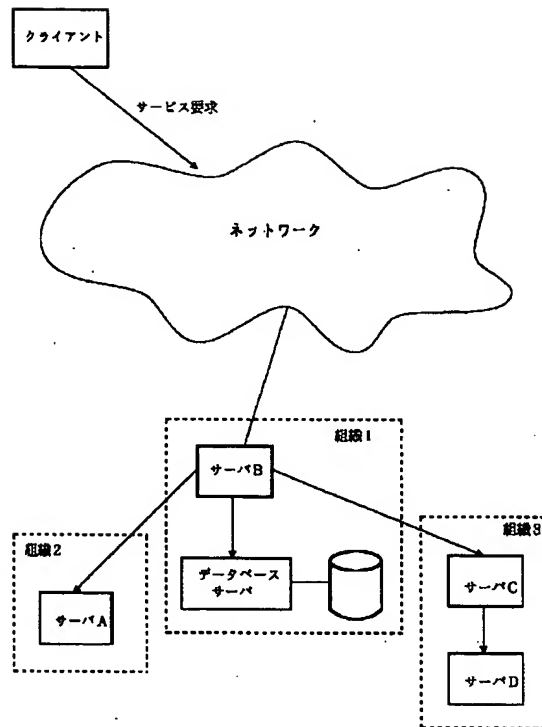 クライアント
サービス要求
ネットワーク
組織1
サーバB
組織2
組織3
データベース
サーバ
サーバC
サーバA
サーバD